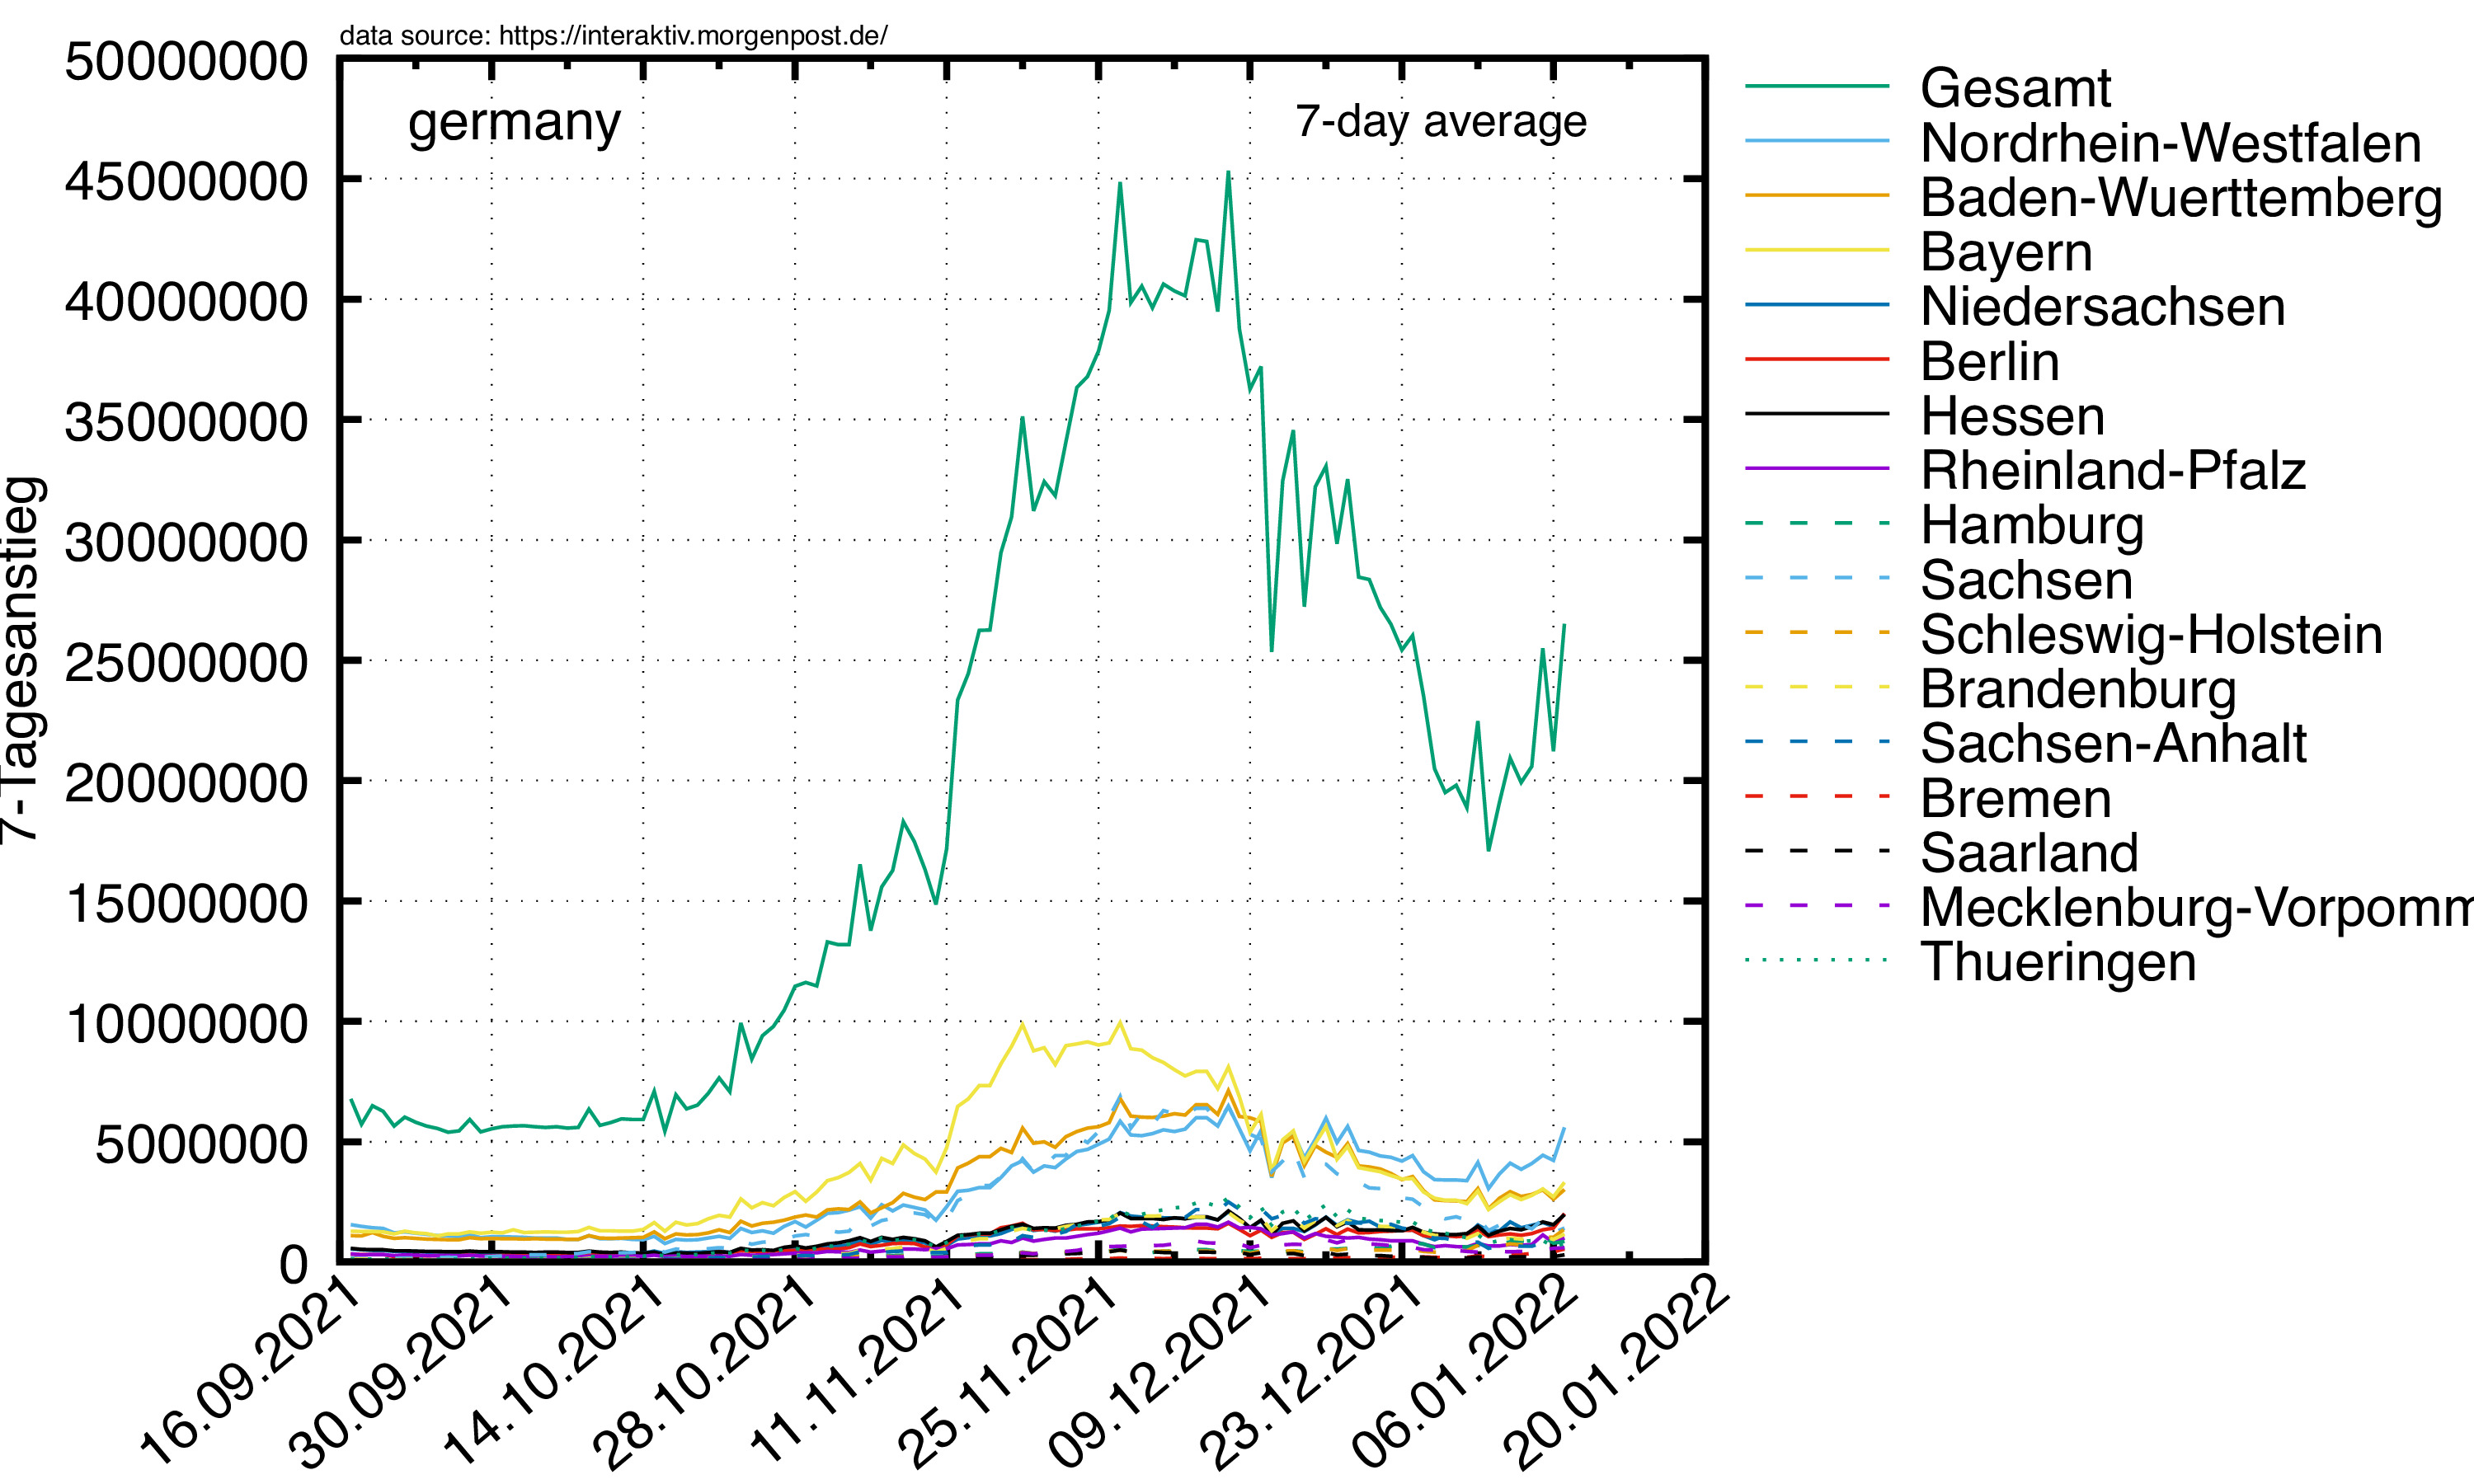 data source: https://interaktiv.morgenpost.de/
germany
7-day average
7-Tagesanstieg
50000000
45000000
40000000
35000000
30000000
25000000
20000000
15000000
10000000
5000000
0
16.09.2021
30.09.2021
14.10.2021
28.10.2021
11.11.2021
25.11.2021
09.12.2021
23.12.2021
06.01.2022
20.01.2022
Gesamt
Nordrhein-Westfalen
Baden-Wuerttemberg
Bayern
Niedersachsen
Berlin
Hessen
Rheinland-Pfalz
Hamburg
Sachsen
Schleswig-Holstein
Brandenburg
Sachsen-Anhalt
Bremen
Saarland
Mecklenburg-Vorpomm
Thueringen